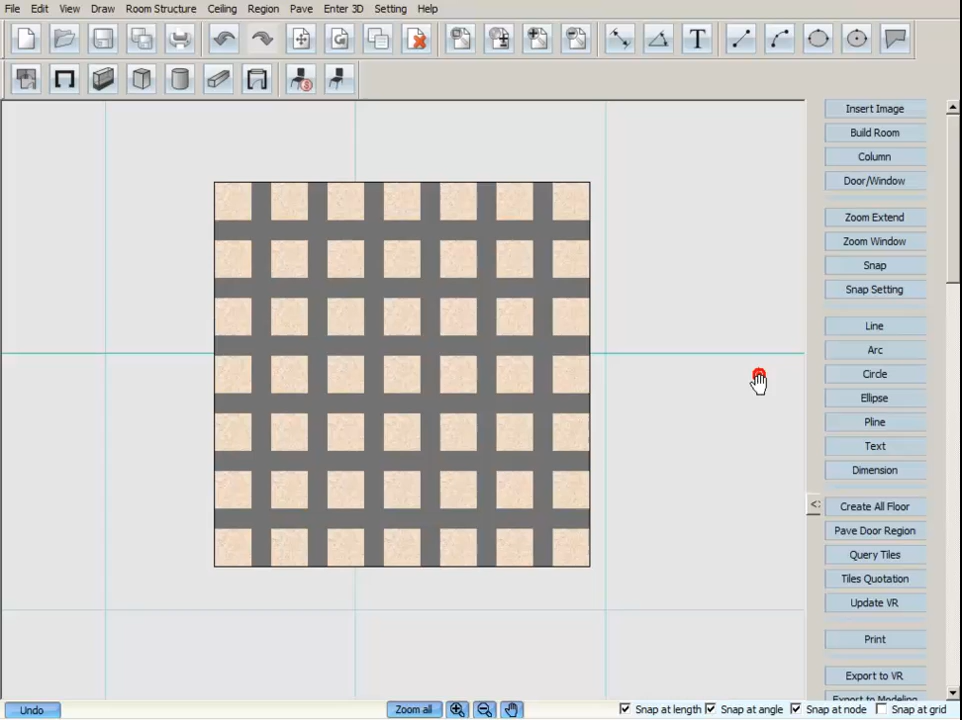 File Edit View Draw Room Structure Ceiling Region Pave Enter 3D Setting Help
T
Insert Image
Build Room
Column
Door/Window
Zoom Extend
Zoom Window
Snap
Snap Setting
Line
Arc
Circle
Ellipse
Pline
Text
Dimension
<:
Create All Floor
Pave Door Region
Query Tiles
Tiles Quotation
Update VR
Print
Export to VR
Export to Modeling
Undo Zoom all Snap at length Snap at angle Snap at node Snap at grid